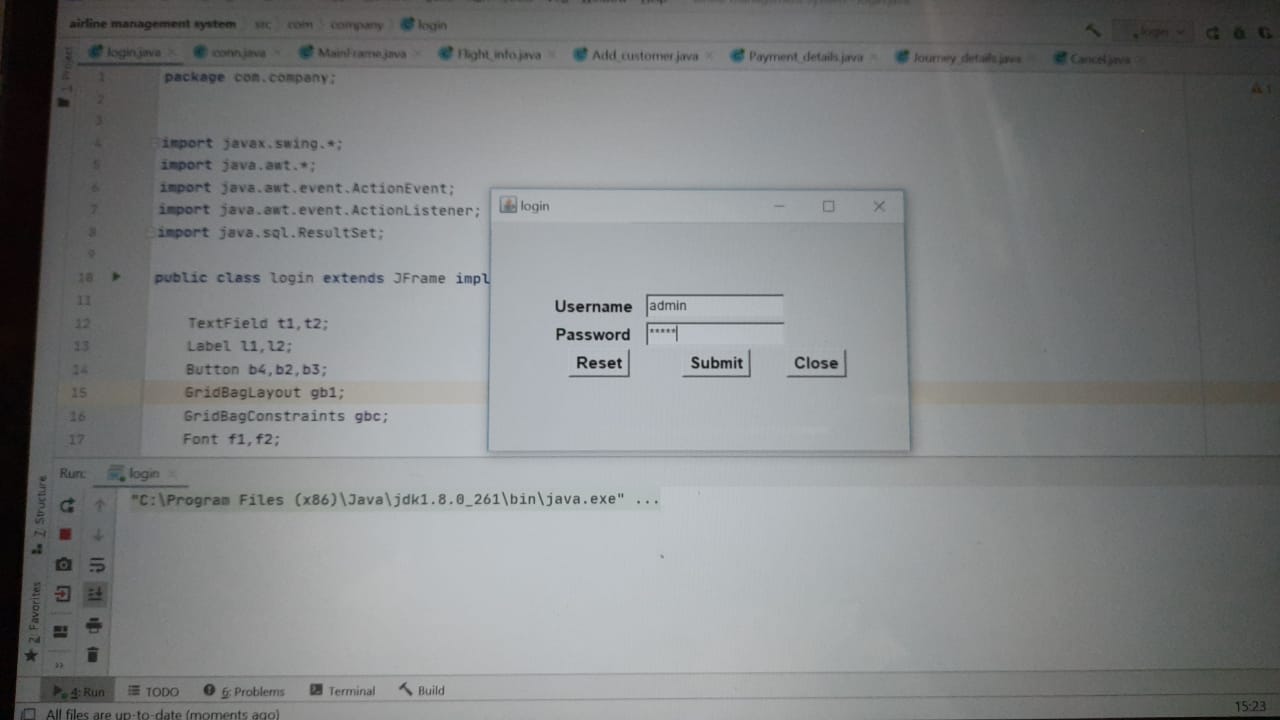 airline management system src com company login
login
login.java conn.java MainFrame.java Flight_info.java Add_customer.java Payment_details.java Journey_details.java Cancel.java
1: Project
1
1 package com.company;
2
3
4 import javax.swing.*;
5 import java.awt.*;
6 import java.awt.event.ActionEvent;
7 import java.awt.event.ActionListener;
8 import java.sql.ResultSet;
9
10 public class login extends JFrame impl
11
12 TextField t1,t2;
13 Label l1,l2;
14 Button b4,b2,b3;
15 GridBagLayout gb1;
16 GridBagConstraints gbc;
17 Font f1,f2;
login
Username admin
Password *****
Reset Submit Close
Run: login
"C:\Program Files (x86)\Java\jdk1.8.0_261\bin\java.exe" ...
7: Structure
2: Favorites
4: Run TODO 6: Problems Terminal Build
All files are up-to-date (moments ago)
15:23